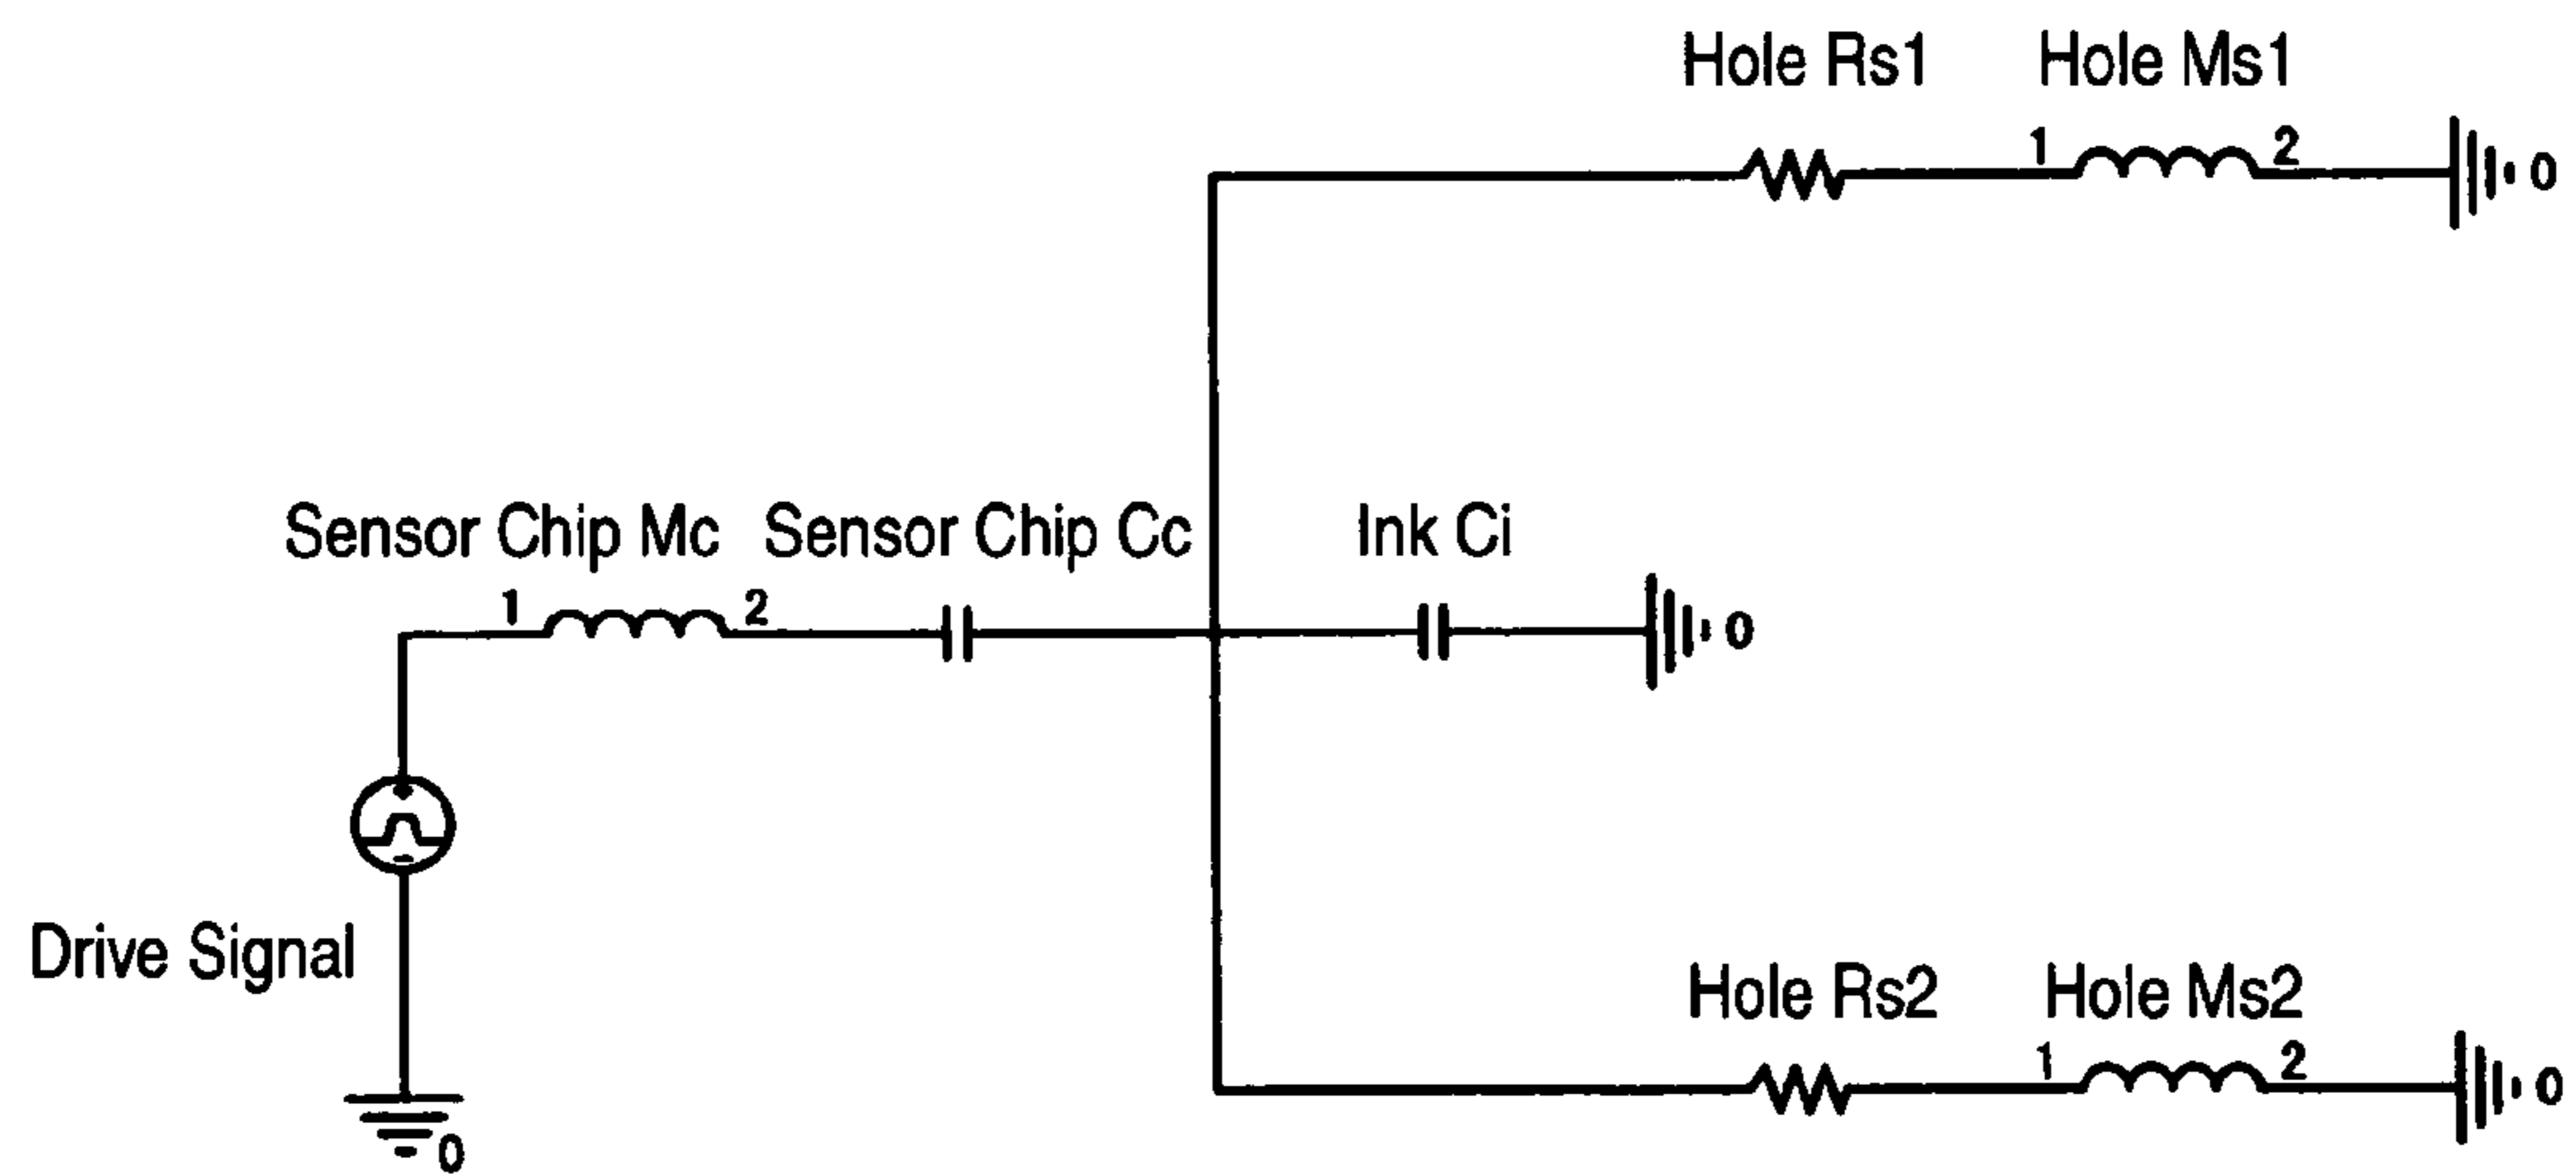 Hole Rs1 Hole Ms1
1 2 0
Sensor Chip Mc Sensor Chip Cc Ink Ci
1 2 0
Drive Signal
0
Hole Rs2 Hole Ms2
1 2 0